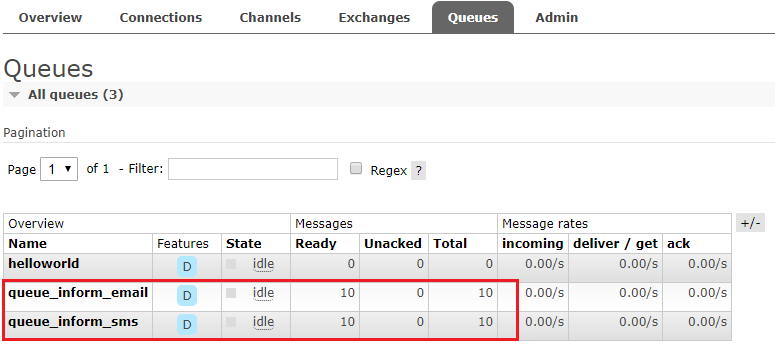 Overview Connections Channels Exchanges Queues Admin
Queues
All queues (3)
Pagination
Page 1 of 1 - Filter: Regex ?
Overview Messages Message rates +/-
Name Features State Ready Unacked Total incoming deliver / get ack
helloworld D idle 0 0 0 0.00/s 0.00/s 0.00/s
queue_inform_email D idle 10 0 10 0.00/s 0.00/s 0.00/s
queue_inform_sms D idle 10 0 10 0.00/s 0.00/s 0.00/s